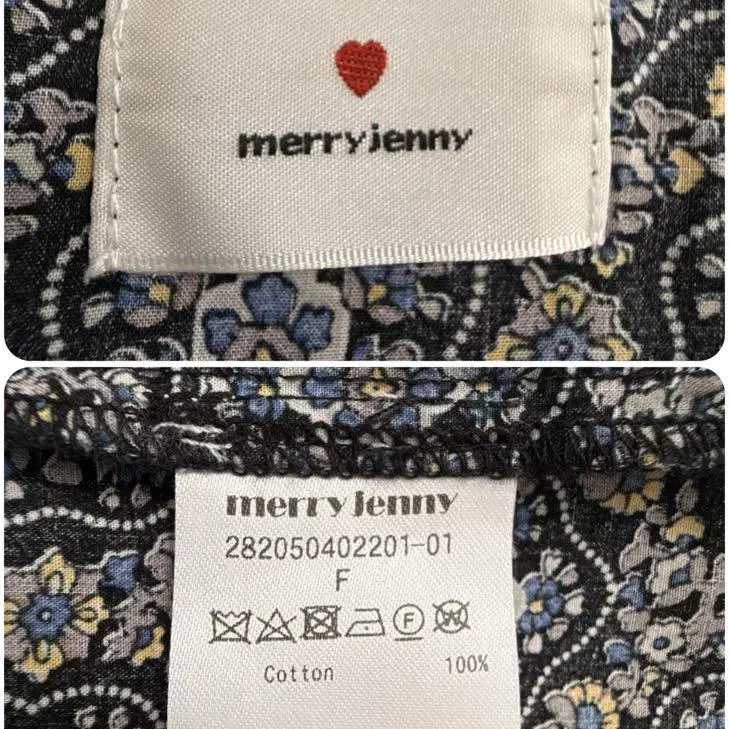 merryjenny
merry jenny
282050402201-01
F
F W
Cotton 100%